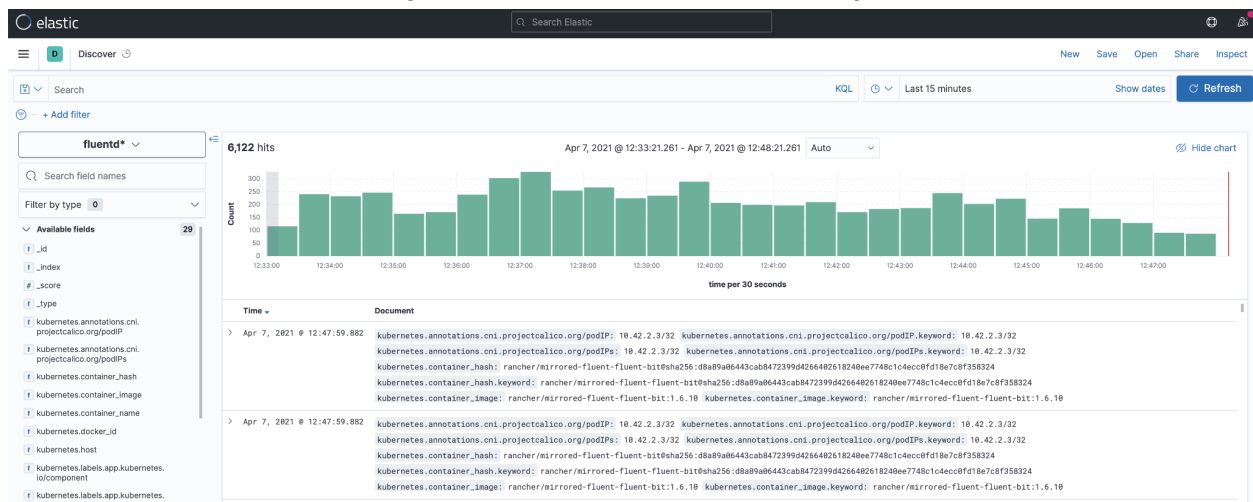 elastic
Search Elastic
D Discover
New Save Open Share Inspect
Search
KQL
Last 15 minutes
Show dates
Refresh
+ Add filter
fluentd*
Search field names
Filter by type 0
Available fields 29
t _id
t _index
# _score
t _type
t kubernetes.annotations.cni.
projectcalico.org/podIP
t kubernetes.annotations.cni.
projectcalico.org/podIPs
t kubernetes.container_hash
t kubernetes.container_image
t kubernetes.container_name
t kubernetes.docker_id
t kubernetes.host
t kubernetes.labels.app.kubernetes.
io/component
t kubernetes.labels.app.kubernetes.
6,122 hits
Apr 7, 2021 @ 12:33:21.261 - Apr 7, 2021 @ 12:48:21.261 Auto
Hide chart
Count
300
250
200
150
100
50
0
12:33:00 12:34:00 12:35:00 12:36:00 12:37:00 12:38:00 12:39:00 12:40:00 12:41:00 12:42:00 12:43:00 12:44:00 12:45:00 12:46:00 12:47:00
time per 30 seconds
Time Document
Apr 7, 2021 @ 12:47:59.882 kubernetes.annotations.cni.projectcalico.org/podIP: 10.42.2.3/32 kubernetes.annotations.cni.projectcalico.org/podIP.keyword: 10.42.2.3/32
kubernetes.annotations.cni.projectcalico.org/podIPs: 10.42.2.3/32 kubernetes.annotations.cni.projectcalico.org/podIPs.keyword: 10.42.2.3/32
kubernetes.container_hash: rancher/mirrored-fluent-fluent-bit@sha256:d8a89a06443cab8472399d4266402618240ee7748c1c4ecc0fd18e7c8f358324
kubernetes.container_hash.keyword: rancher/mirrored-fluent-fluent-bit@sha256:d8a89a06443cab8472399d4266402618240ee7748c1c4ecc0fd18e7c8f358324
kubernetes.container_image: rancher/mirrored-fluent-fluent-bit:1.6.10 kubernetes.container_image.keyword: rancher/mirrored-fluent-fluent-bit:1.6.10
Apr 7, 2021 @ 12:47:59.882 kubernetes.annotations.cni.projectcalico.org/podIP: 10.42.2.3/32 kubernetes.annotations.cni.projectcalico.org/podIP.keyword: 10.42.2.3/32
kubernetes.annotations.cni.projectcalico.org/podIPs: 10.42.2.3/32 kubernetes.annotations.cni.projectcalico.org/podIPs.keyword: 10.42.2.3/32
kubernetes.container_hash: rancher/mirrored-fluent-fluent-bit@sha256:d8a89a06443cab8472399d4266402618240ee7748c1c4ecc0fd18e7c8f358324
kubernetes.container_hash.keyword: rancher/mirrored-fluent-fluent-bit@sha256:d8a89a06443cab8472399d4266402618240ee7748c1c4ecc0fd18e7c8f358324
kubernetes.container_image: rancher/mirrored-fluent-fluent-bit:1.6.10 kubernetes.container_image.keyword: rancher/mirrored-fluent-fluent-bit:1.6.10